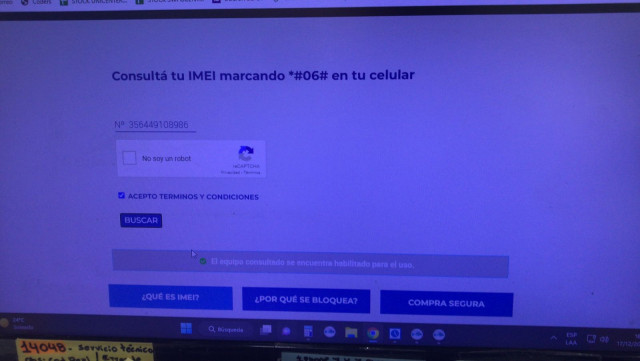 Consultá tu IMEI marcando *#06# en tu celular
Nº 356449108986
No soy un robot
reCAPTCHA
Privacidad - Términos
ACEPTO TERMINOS Y CONDICIONES
BUSCAR
El equipo consultado se encuentra habilitado para el uso.
¿QUÉ ES IMEI?
¿POR QUÉ SE BLOQUEA?
COMPRA SEGURA
Búsqueda
ESP
LAA
14048. servicio técnico